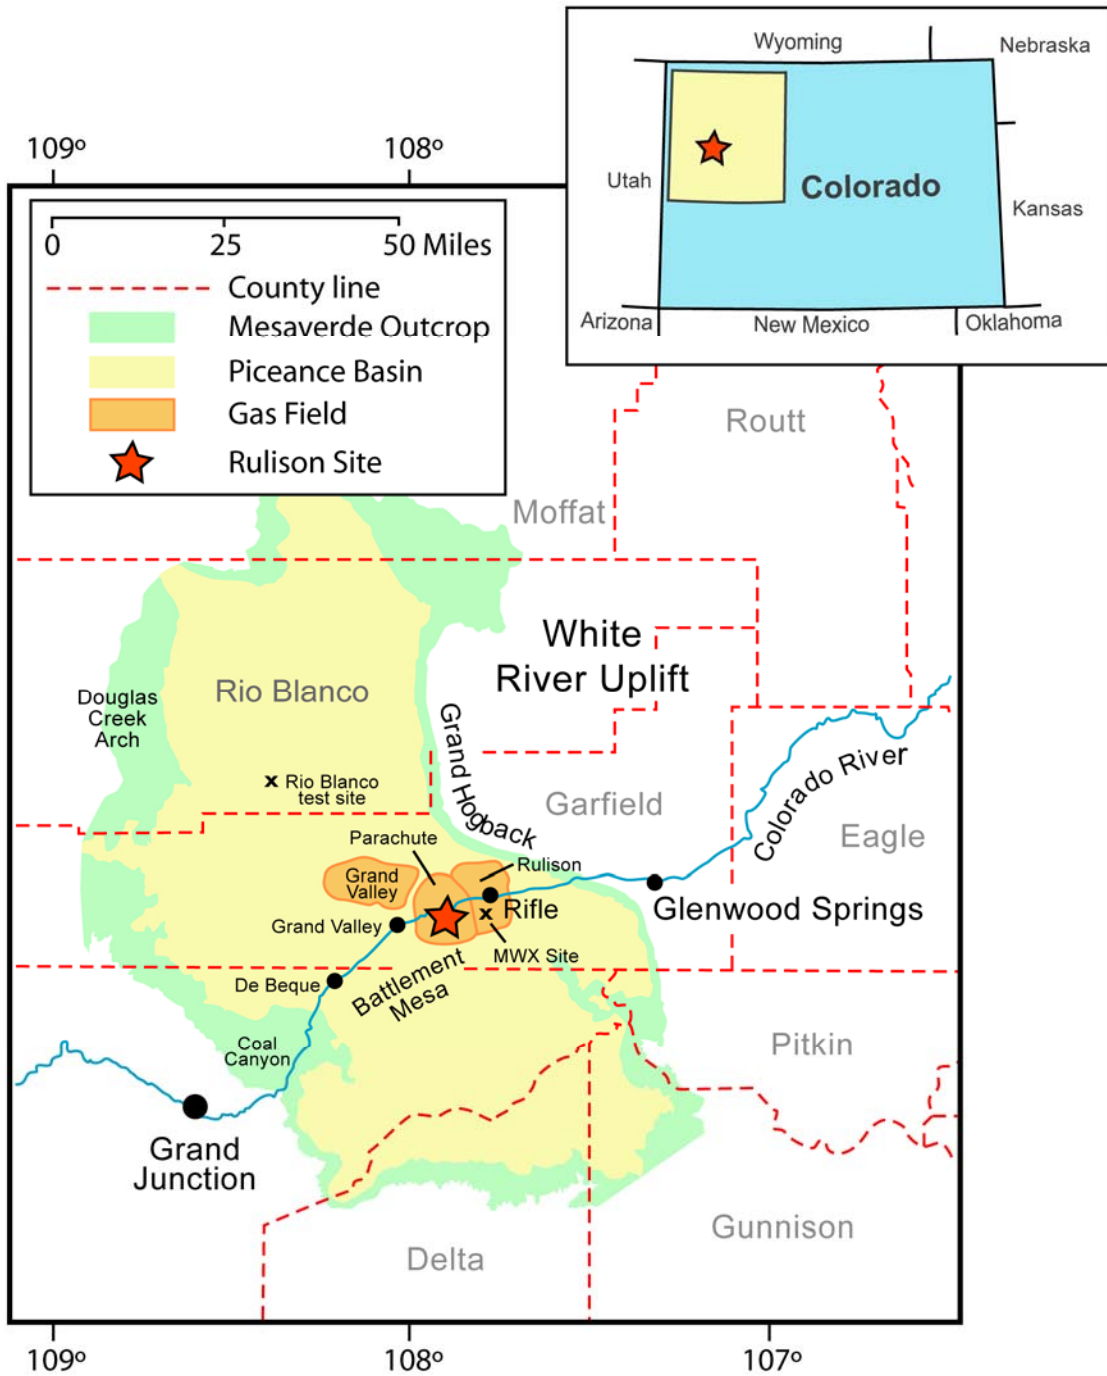 Wyoming
Nebraska
Utah
Colorado
Kansas
Arizona
New Mexico
Oklahoma
109º
108º
0
25
50 Miles
County line
Mesaverde Outcrop
Piceance Basin
Gas Field
Rulison Site
Routt
Moffat
White
River Uplift
Rio Blanco
Douglas
Creek
Arch
Grand Hogback
x Rio Blanco
test site
Garfield
Colorado River
Eagle
Parachute
Rulison
Grand
Valley
Rifle
Glenwood Springs
Grand Valley
x
MWX Site
De Beque
Battlement
Mesa
Coal
Canyon
Pitkin
Grand
Junction
Gunnison
Delta
109º
108º
107º